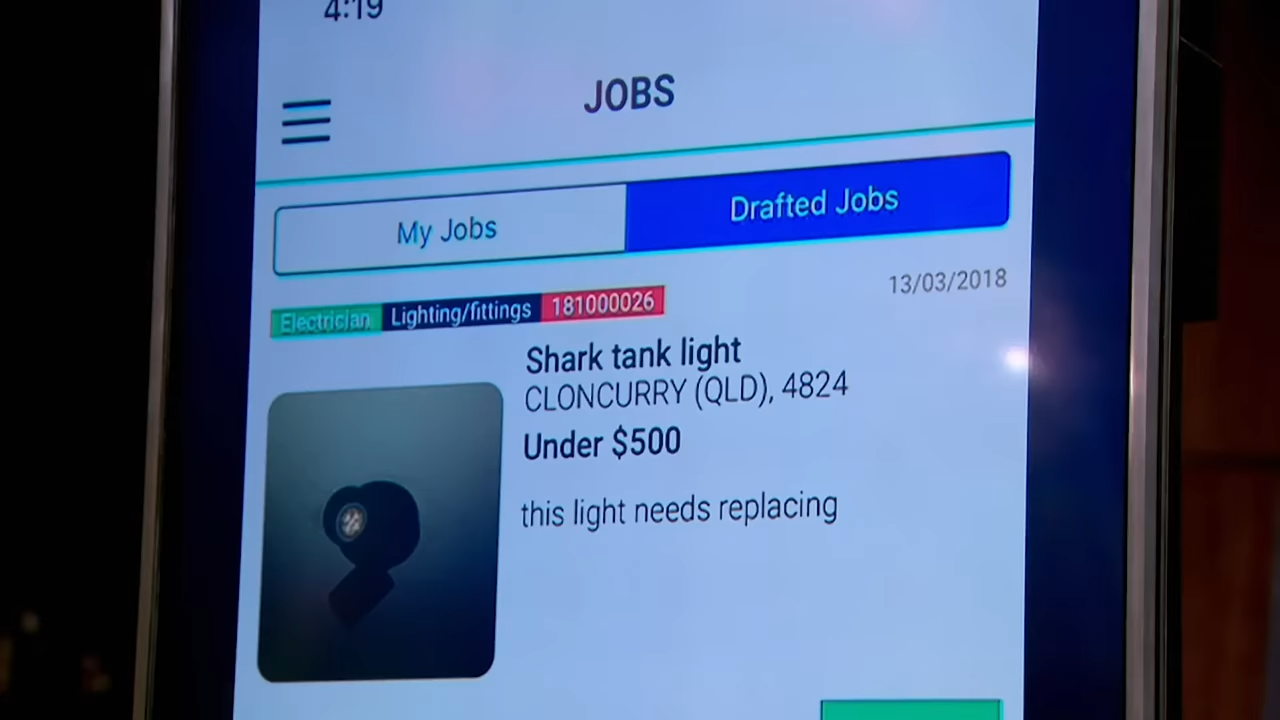 4:19
JOBS
My Jobs
Drafted Jobs
13/03/2018
Electrician
Lighting/fittings
181000026
Shark tank light
CLONCURRY (QLD), 4824
Under $500
this light needs replacing